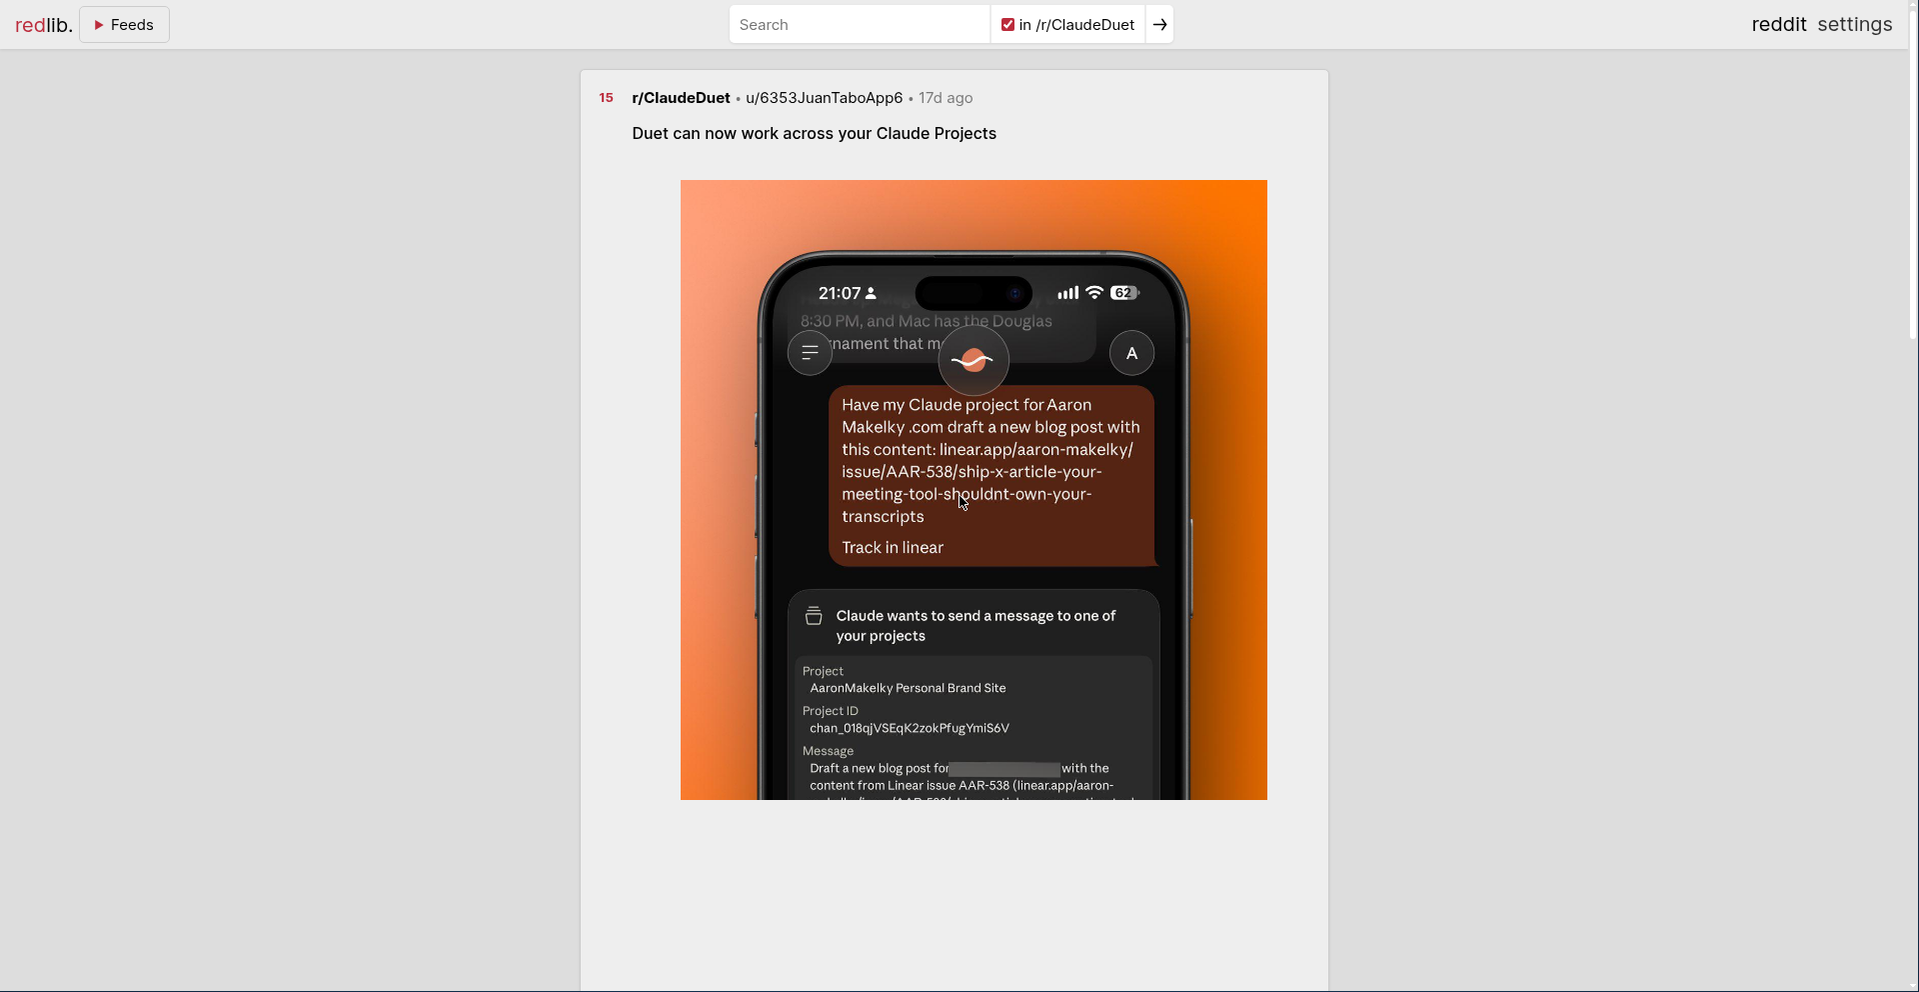 redlib.
Feeds
Search
in /r/ClaudeDuet
→
reddit settings
15 r/ClaudeDuet • u/6353JuanTaboApp6 • 17d ago
Duet can now work across your Claude Projects
21:07
62
8:30 PM, and Mac has the Douglas
nament that m
A
Have my Claude project for Aaron
Makelky .com draft a new blog post with
this content: linear.app/aaron-makelky/
issue/AAR-538/ship-x-article-your-
meeting-tool-shouldnt-own-your-
transcripts
Track in linear
Claude wants to send a message to one of
your projects
Project
AaronMakelky Personal Brand Site
Project ID
chan_018qjVSEqK2zokPfugYmiS6V
Message
Draft a new blog post for with the
content from Linear issue AAR-538 (linear.app/aaron-